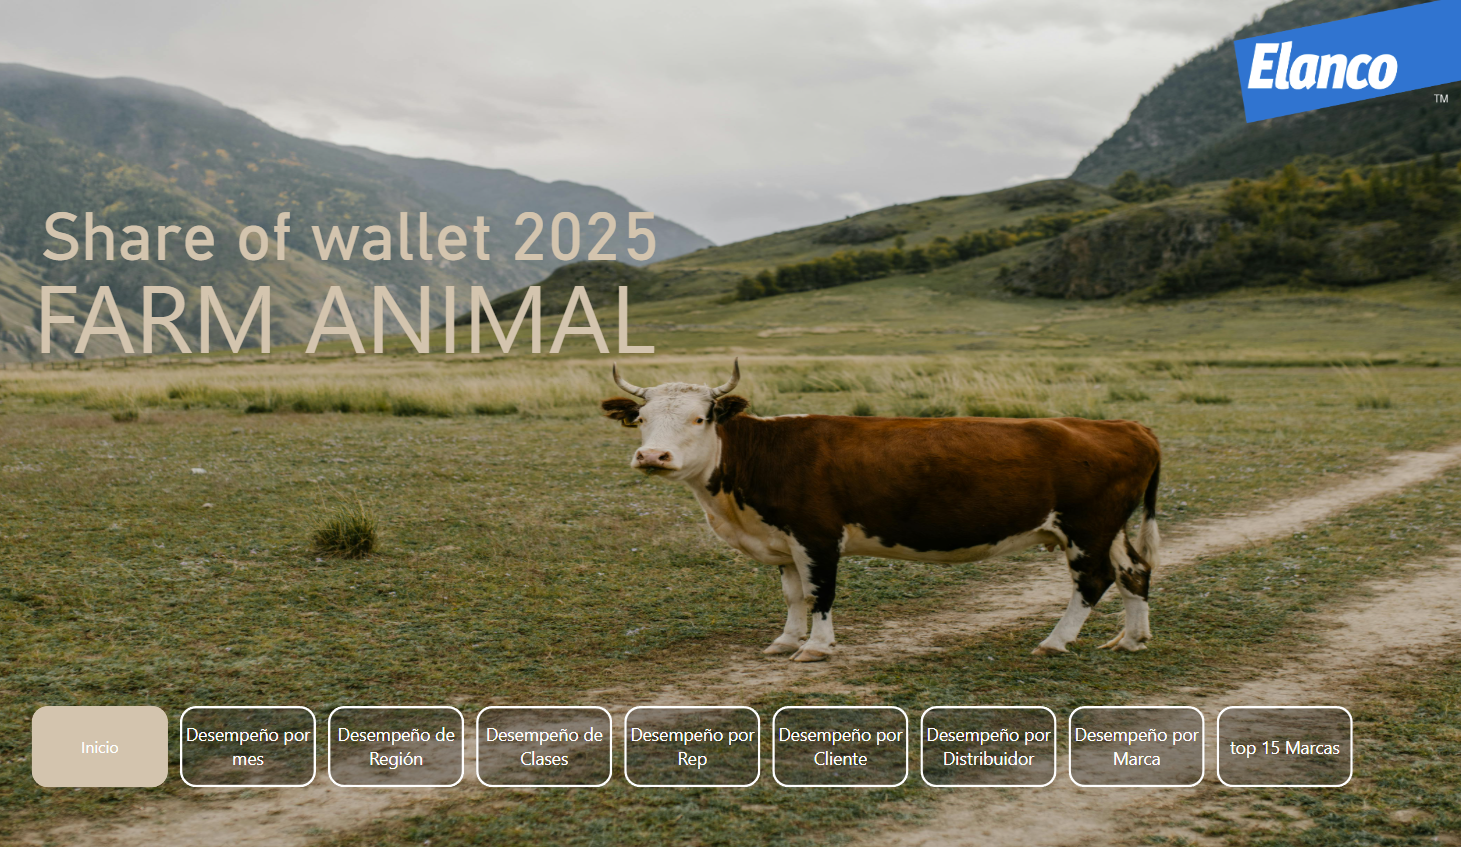 Elanco
TM
Share of wallet 2025
FARM ANIMAL
Inicio
Desempeño por
mes
Desempeño de
Región
Desempeño de
Clases
Desempeño por
Rep
Desempeño por
Cliente
Desempeño por
Distribuidor
Desempeño por
Marca
top 15 Marcas